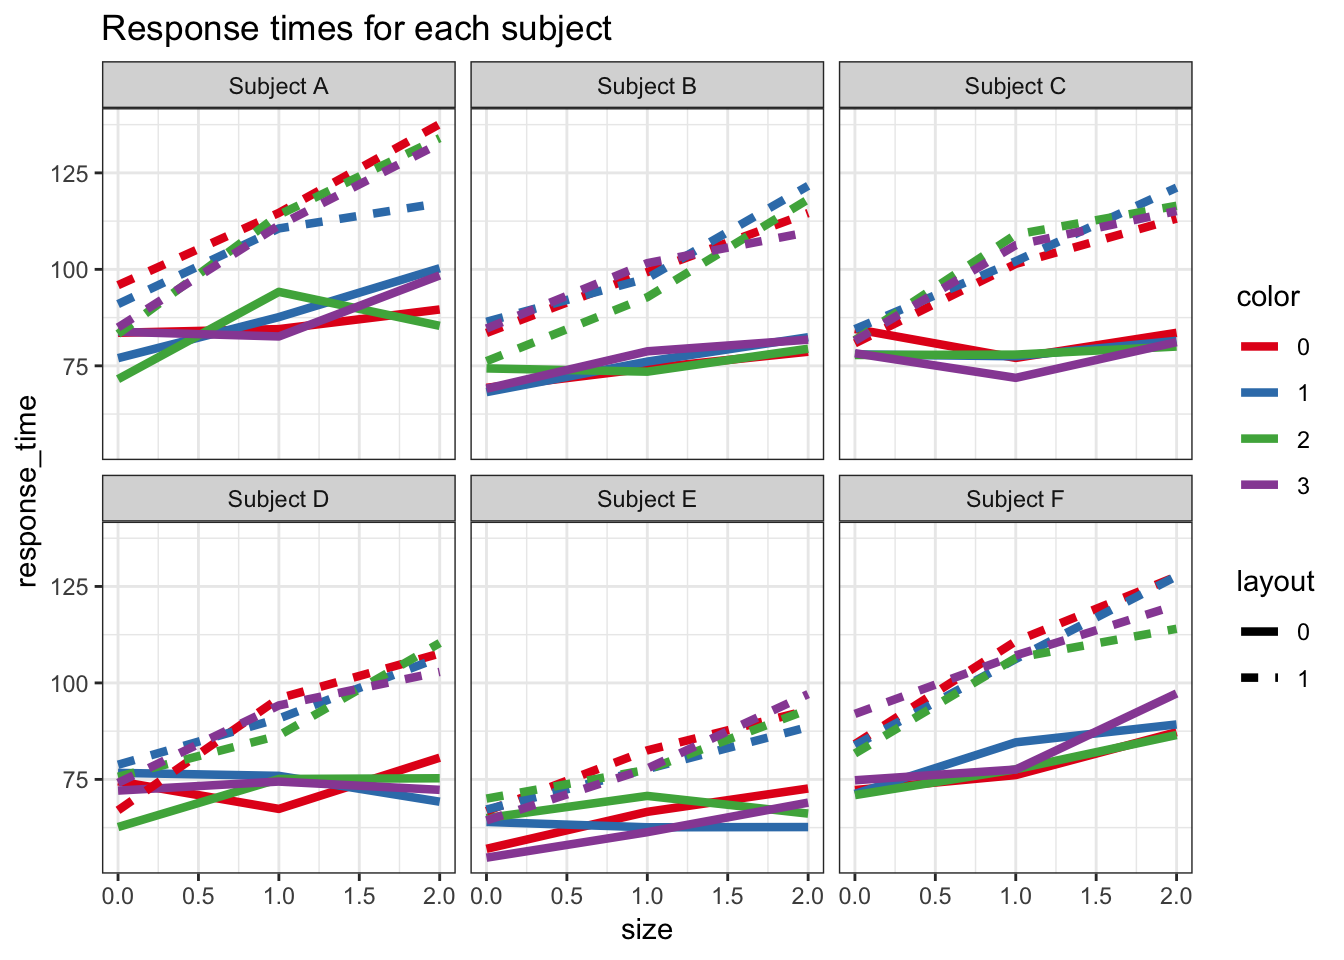 Response times for each subject
Subject A
Subject B
Subject C
125
100
75
Subject D
Subject E
Subject F
125
100
75
0.0 0.5 1.0 1.5 2.0
0.0 0.5 1.0 1.5 2.0
0.0 0.5 1.0 1.5 2.0
size
response_time
color
0
1
2
3
layout
0
1